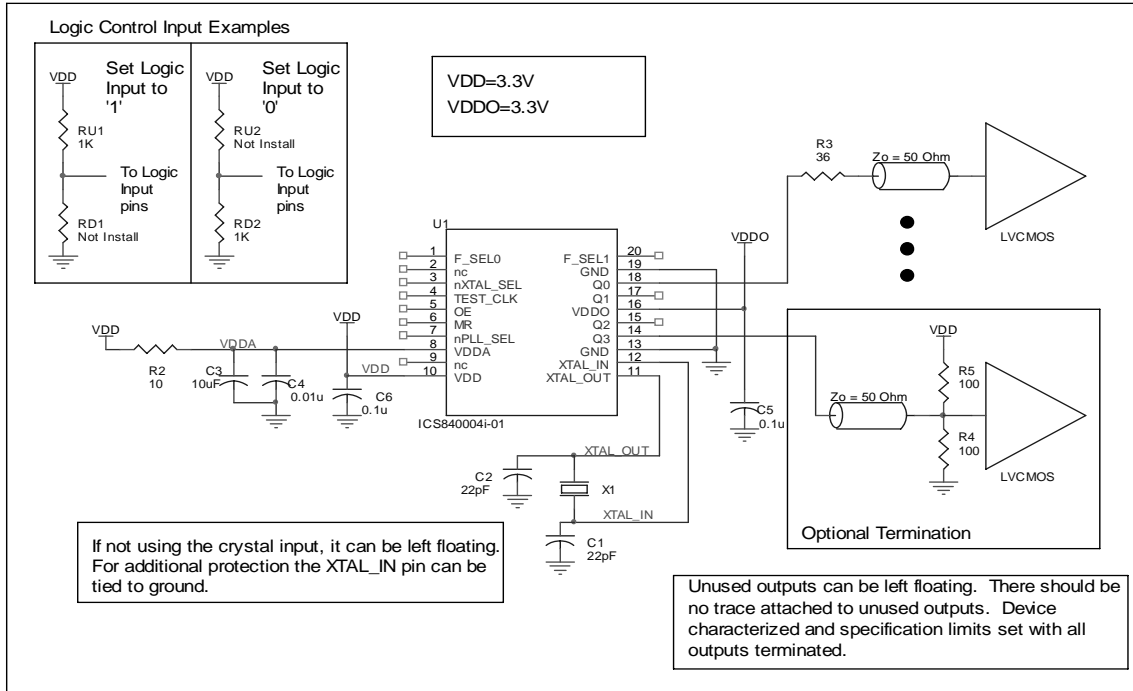 Logic Control Input Examples
VDD
Set Logic
Input to
'1'
RU1
1K
To Logic
Input
pins
RD1
Not Install
VDD
Set Logic
Input to
'0'
RU2
Not Install
To Logic
Input
pins
RD2
1K
VDD=3.3V
VDDO=3.3V
R3
36
Zo = 50 Ohm
LVCMOS
VDDO
U1
1
F_SEL0
2
nc
3
nXTAL_SEL
4
TEST_CLK
5
OE
6
MR
7
nPLL_SEL
8
VDDA
9
nc
10
VDD
20
F_SEL1
19
GND
18
Q0
17
Q1
16
VDDO
15
Q2
14
Q3
13
GND
12
XTAL_IN
11
XTAL_OUT
ICS840004i-01
VDD
R2
10
VDDA
C3
10uF
C4
0.01u
VDD
VDD
C6
0.1u
C5
0.1u
XTAL_OUT
C2
22pF
X1
XTAL_IN
C1
22pF
VDD
R5
100
Zo = 50 Ohm
R4
100
LVCMOS
Optional Termination
If not using the crystal input, it can be left floating.
For additional protection the XTAL_IN pin can be
tied to ground.
Unused outputs can be left floating. There should be
no trace attached to unused outputs. Device
characterized and specification limits set with all
outputs terminated.